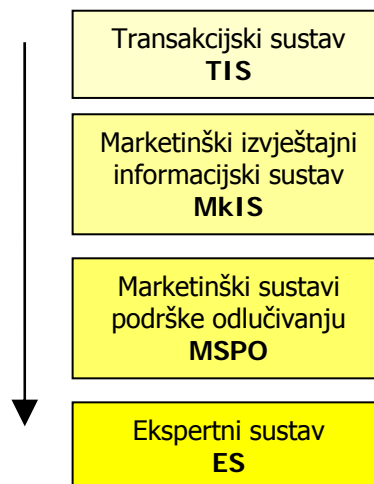 Transakcijski sustav
TIS
Marketinški izvještajni
informacijski sustav
MkIS
Marketinški sustavi
podrške odlučivanju
MSPO
Ekspertni sustav
ES